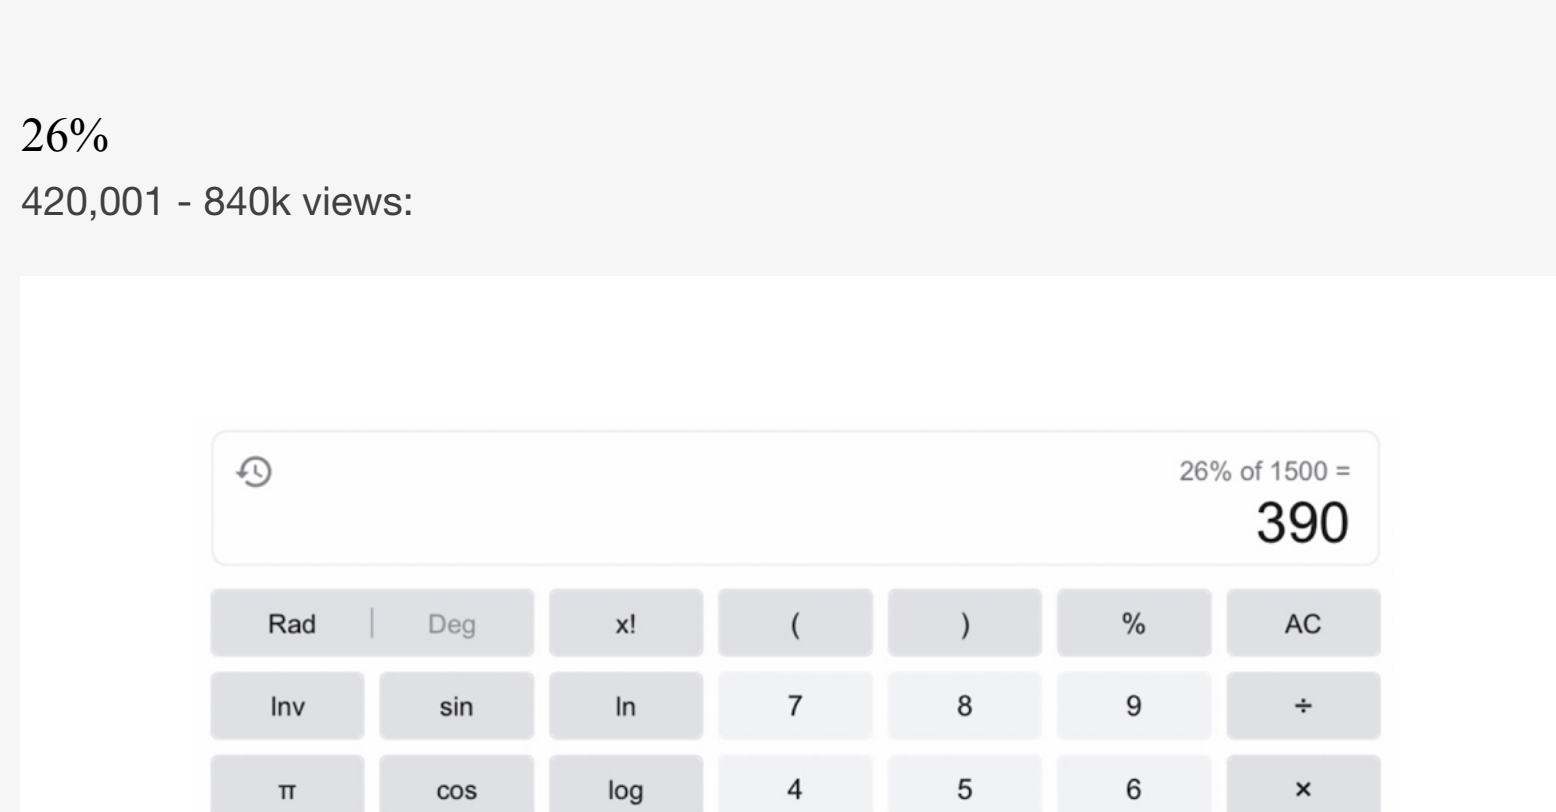 26%
420,001 - 840k views:
26% of 1500 =
390
Rad | Deg x! ( ) % AC
Inv sin ln 7 8 9 ÷
π cos log 4 5 6 ×